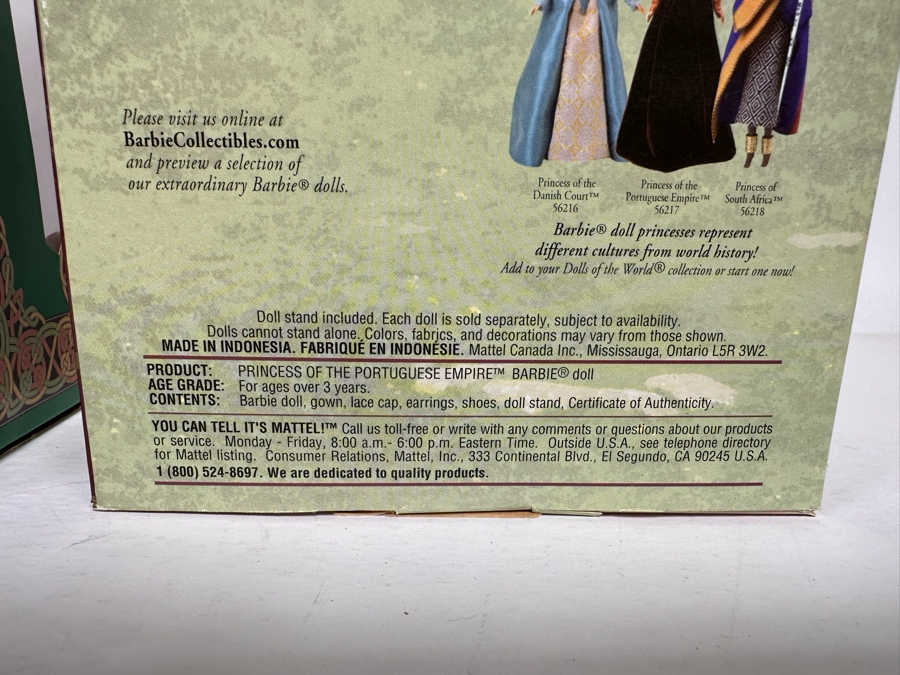 Please visit us online at
BarbieCollectibles.com
and preview a selection of
our extraordinary Barbie® dolls.
Princess of the
Danish Court™
56216
Princess of the
Portuguese Empire™
56217
Princess of
South Africa™
56218
Barbie® doll princesses represent
different cultures from world history!
Add to your Dolls of the World® collection or start one now!
Doll stand included. Each doll is sold separately, subject to availability.
Dolls cannot stand alone. Colors, fabrics, and decorations may vary from those shown.
MADE IN INDONESIA. FABRIQUÉ EN INDONÉSIE. Mattel Canada Inc., Mississauga, Ontario L5R 3W2.
PRODUCT: PRINCESS OF THE PORTUGUESE EMPIRE™ BARBIE® doll
AGE GRADE: For ages over 3 years.
CONTENTS: Barbie doll, gown, lace cap, earrings, shoes, doll stand, Certificate of Authenticity.
YOU CAN TELL IT'S MATTEL!™ Call us toll-free or write with any comments or questions about our products
or service. Monday - Friday, 8:00 a.m.- 6:00 p.m. Eastern Time. Outside U.S.A., see telephone directory
for Mattel listing. Consumer Relations, Mattel, Inc., 333 Continental Blvd., El Segundo, CA 90245 U.S.A.
1 (800) 524-8697. We are dedicated to quality products.